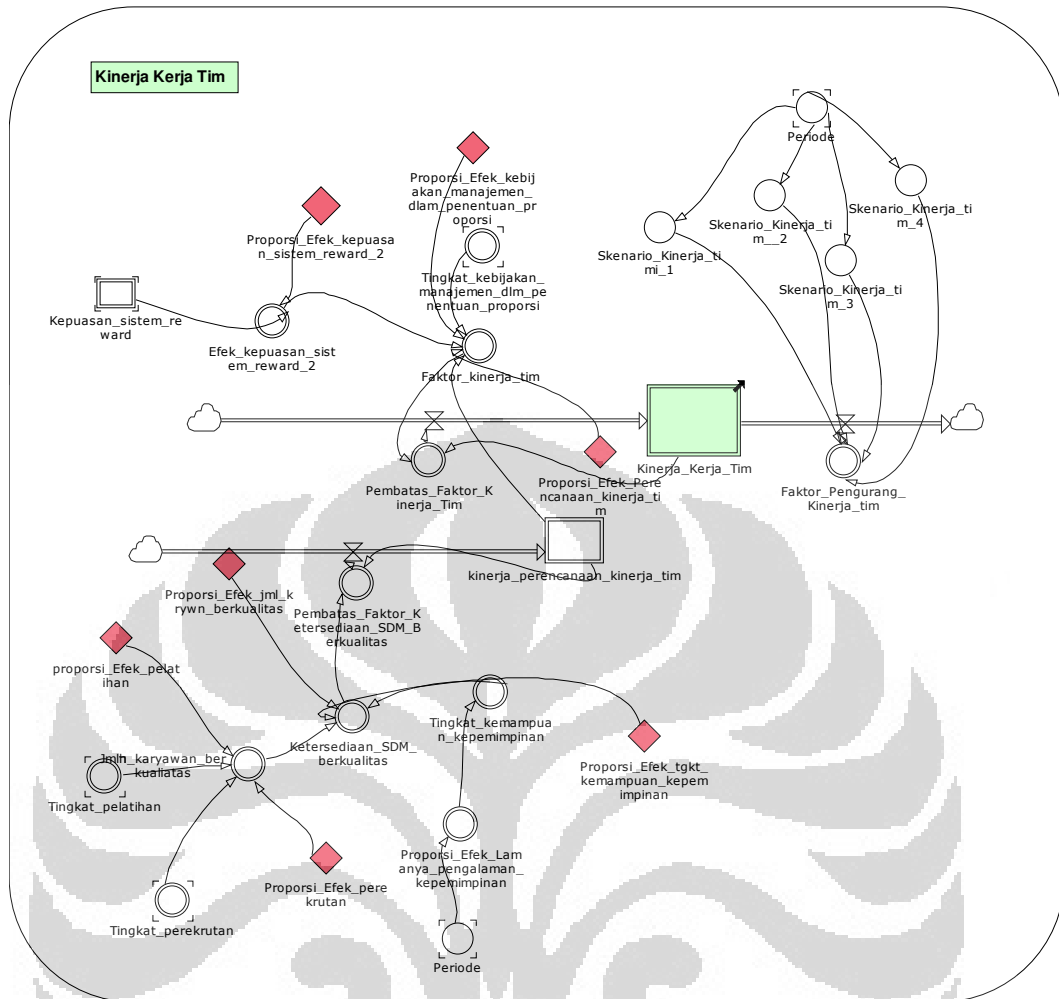 Kinerja Kerja Tim
Periode
Proporsi_Efek_kebij
akan_manajemen_
dlam_penentuan_pr
oporsi
Skenario_Kinerja_ti
m_4
Skenario_Kinerja_ti
m__2
Proporsi_Efek_kepuasa
n_sistem_reward_2
Skenario_Kinerja_ti
mi_1
Tingkat_kebijakan_
manajemen_dlm_pe
nentuan_proporsi
Skenario_Kinerja_ti
m_3
Kepuasan_sistem_re
ward
Efek_kepuasan_sist
em_reward_2
Faktor_kinerja_tim
Kinerja_Kerja_Tim
Pembatas_Faktor_K
inerja_Tim
Proporsi_Efek_Pere
ncanaan_kinerja_ti
m
Faktor_Pengurang_
Kinerja_tim
kinerja_perencanaan_kinerja_tim
Proporsi_Efek_jml_k
rywn_berkualitas
Pembatas_Faktor_K
etersediaan_SDM_B
erkualitas
proporsi_Efek_pelat
ihan
Tingkat_kemampua
n_kepemimpinan
Ketersediaan_SDM_
berkualitas
Jmlh_karyawan_ber
kualiatas
Proporsi_Efek_tgkt_
kemampuan_kepem
impinan
Tingkat_pelatihan
Proporsi_Efek_Lam
anya_pengalaman_
kepemimpinan
Proporsi_Efek_pere
krutan
Tingkat_perekrutan
Periode